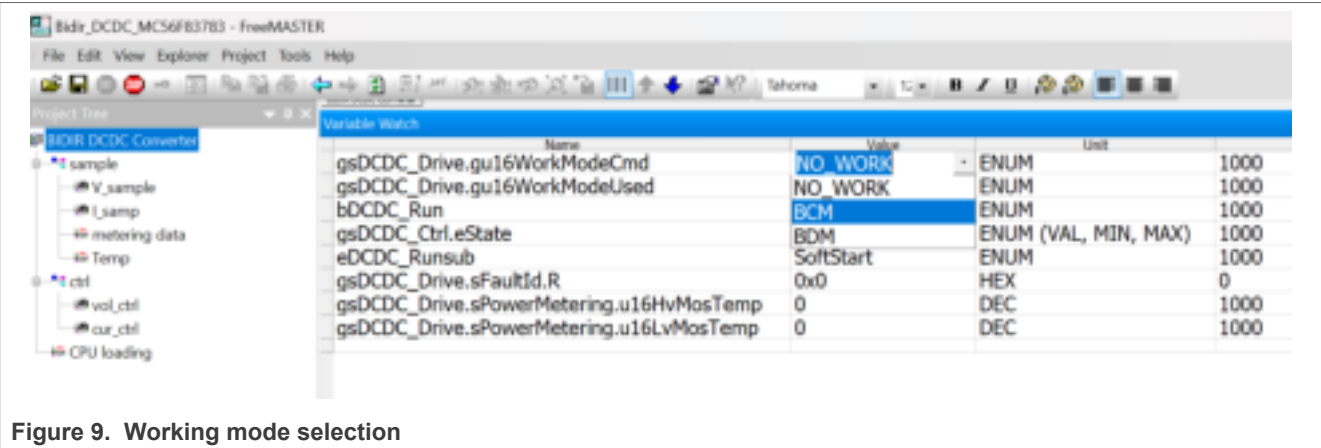 Bidir_DCDC_MC56F83783 - FreeMASTER
File Edit View Explorer Project Tools Help
Tahoma 12 B I U
Project Tree
Variable Watch
BIDIR DCDC Converter
sample
V_sample
I_samp
metering data
Temp
ctrl
vol_ctrl
cur_ctrl
CPU loading
Name Value Unit
gsDCDC_Drive.gu16WorkModeCmd NO_WORK ENUM 1000
gsDCDC_Drive.gu16WorkModeUsed NO_WORK ENUM 1000
bDCDC_Run BCM ENUM 1000
gsDCDC_Ctrl.eState BDM ENUM (VAL, MIN, MAX) 1000
eDCDC_Runsub SoftStart ENUM 1000
gsDCDC_Drive.sFaultId.R 0x0 HEX 0
gsDCDC_Drive.sPowerMetering.u16HvMosTemp 0 DEC 1000
gsDCDC_Drive.sPowerMetering.u16LvMosTemp 0 DEC 1000
Figure 9. Working mode selection